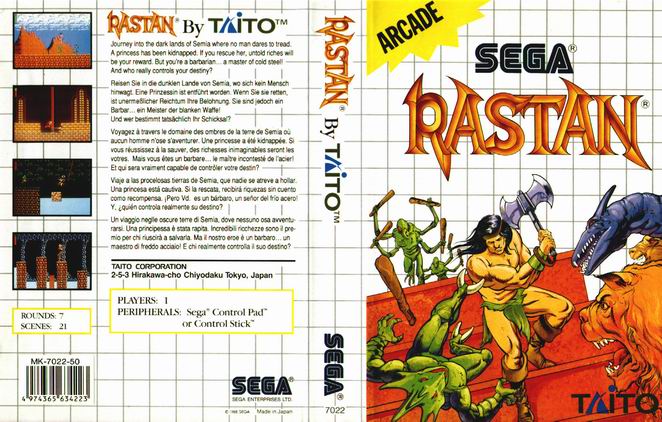 RASTAN® By TAITO™
Journey into the dark lands of Semia where no man dares to tread.
A princess has been kidnapped. If you rescue her, untold riches will
be your reward. But you're a barbarian... a master of cold steel!
And who really controls your destiny?
Reisen Sie in die dunklen Lande von Semia, wo sich kein Mensch
hinwagt. Eine Prinzessin ist entführt worden. Wenn Sie sie retten,
ist unermeßlicher Reichtum Ihre Belohnung. Sie sind jedoch ein
Barbar... ein Meister der blanken Waffe!
Und wer bestimmt tatsächlich Ihr Schicksal?
Voyagez à travers le domaine des ombres de la terre de Semia où
aucun homme n'ose s'aventurer. Une princesse a été kidnappée. Si
vous réussissez à la sauver, des richesses inimaginables seront les
votres. Mais vous êtes un barbare... le maître incontesté de l'acier!
Et qui sera vraiment capable de contrôler votre destin?
Viaje a las procelosas tierras de Semia, que nadie se atreve a hollar.
Una princesa está cautiva. Si la rescata, recibirá riquezas sin cuento
como recompensa. ¡Pero Vd. es un bárbaro, un señor del frío acero!
Y. ¿quién controla realmente su destino?
Un viaggio nelle oscure terre di Semia, dove nessuno osa avventu-
rarsi. Una principessa è stata rapita. Incredibili ricchezze sono il pre-
mio per chi riuscirà a salvarla. Ma il nostro eroe è un barbaro... un
maestro di freddo acciaio! E chi realmente controlla il suo destino?
TAITO CORPORATION
2-5-3 Hirakawa-cho Chiyodaku Tokyo, Japan
PLAYERS: 1
PERIPHERALS: Sega® Control Pad™
or Control Stick™
ROUNDS: 7
SCENES: 21
MK-7022-50
4 974365 634223
SEGA®
SEGA ENTERPRISES LTD.
© 1988 SEGA Made in Japan
RASTAN® By TAITO™
SEGA®
7022
ARCADE
SEGA®
RASTAN®
TAITO